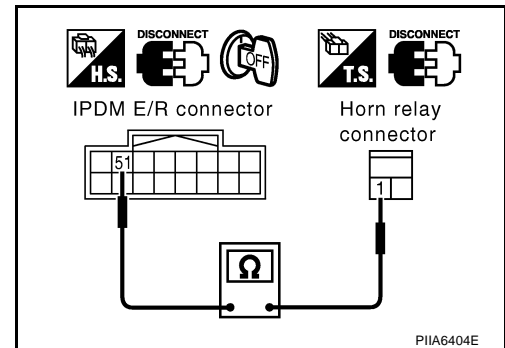 DISCONNECT
H.S.
OFF
DISCONNECT
T.S.
IPDM E/R connector
Horn relay
connector
51
1
Ω
PIIA6404E